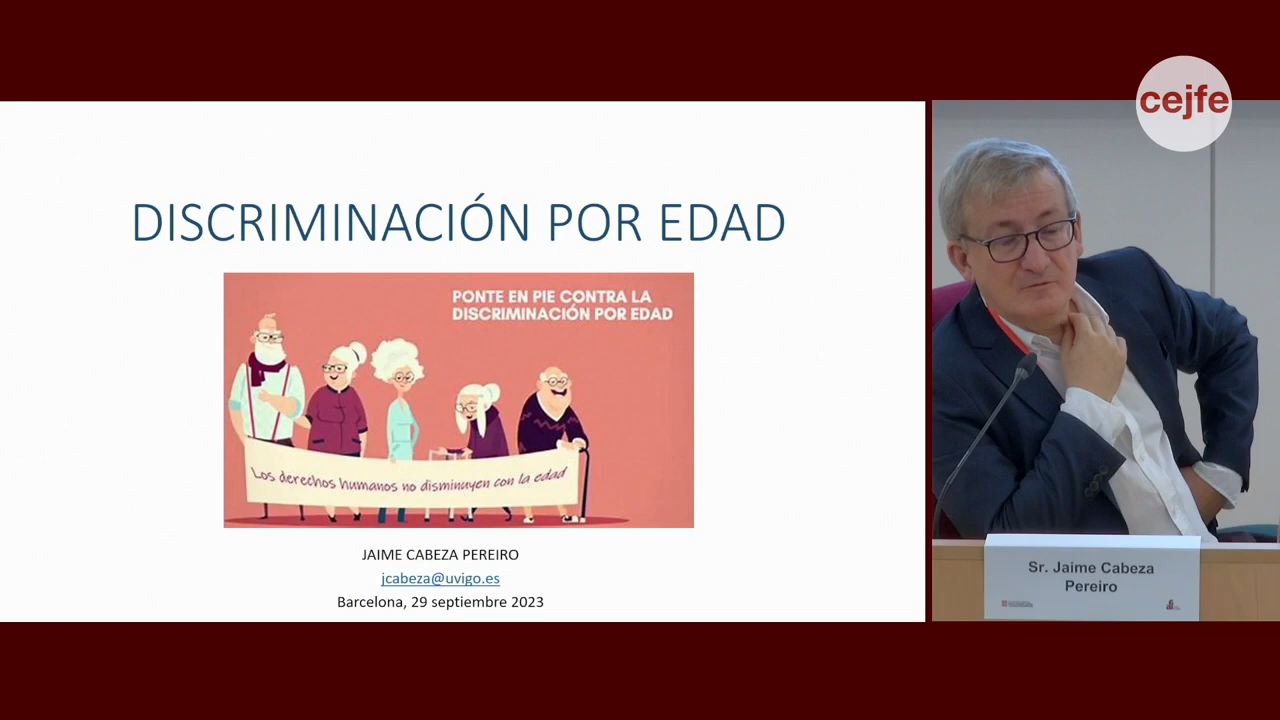 cejfe
DISCRIMINACIÓN POR EDAD
PONTE EN PIE CONTRA LA
DISCRIMINACIÓN POR EDAD
Los derechos humanos no disminuyen con la edad
JAIME CABEZA PEREIRO
jcabeza@uvigo.es
Barcelona, 29 septiembre 2023
Sr. Jaime Cabeza
Pereiro